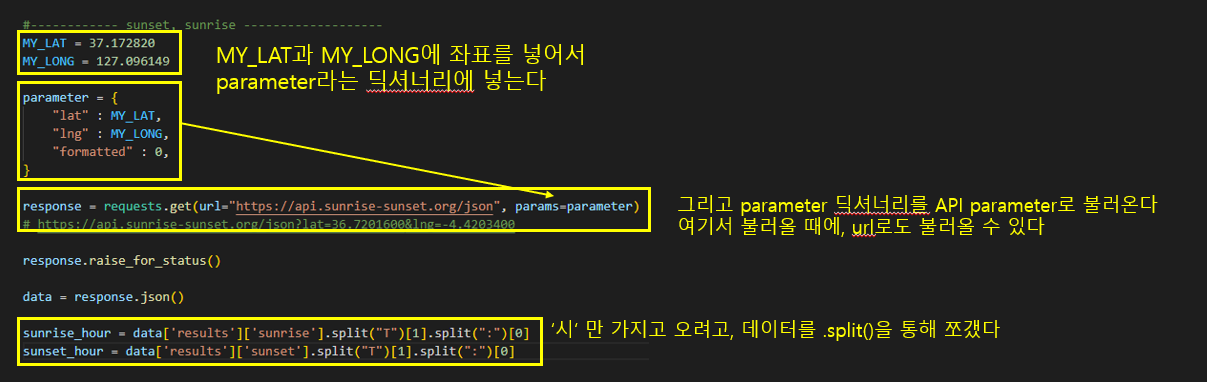 #------------ sunset, sunrise -------------------
MY_LAT = 37.172820
MY_LONG = 127.096149
MY_LAT과 MY_LONG에 좌표를 넣어서
parameter라는 딕셔너리에 넣는다
parameter = {
    "lat" : MY_LAT,
    "lng" : MY_LONG,
    "formatted" : 0,
}
response = requests.get(url="https://api.sunrise-sunset.org/json", params=parameter)
# https://api.sunrise-sunset.org/json?lat=36.7201600&lng=-4.4203400
그리고 parameter 딕셔너리를 API parameter로 불러온다
여기서 불러올 때에, url로도 불러올 수 있다
response.raise_for_status()
data = response.json()
sunrise_hour = data['results']['sunrise'].split("T")[1].split(":")[0]
sunset_hour = data['results']['sunset'].split("T")[1].split(":")[0]
‘시‘ 만 가지고 오려고, 데이터를 .split()을 통해 쪼갰다